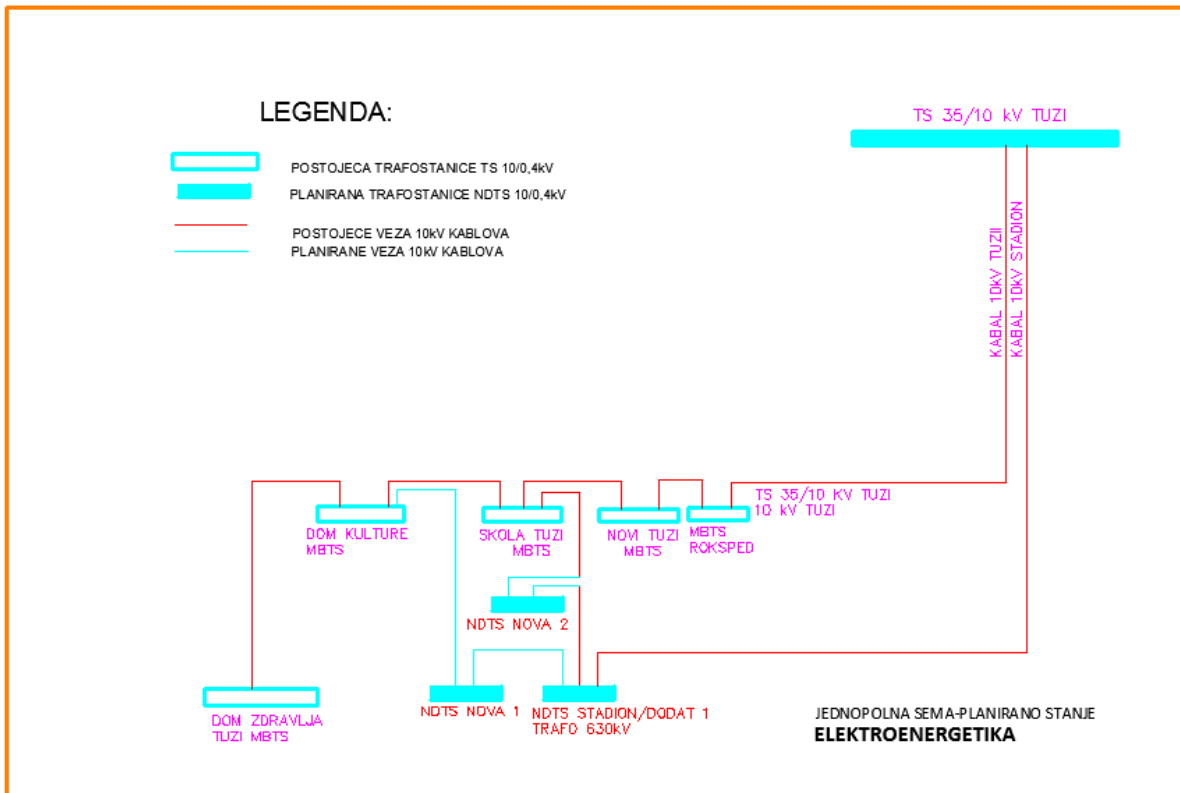 LEGENDA:
POSTOJECA TRAFOSTANICE TS 10/0,4kV
PLANIRANA TRAFOSTANICE NDTS 10/0,4kV
POSTOJECE VEZA 10kV KABLOVA
PLANIRANE VEZA 10kV KABLOVA
TS 35/10 kV TUZI
KABAL 10kV TUZII
KABAL 10kV STADION
TS 35/10 KV TUZI
10 kV TUZI
DOM KULTURE
MBTS
SKOLA TUZI
MBTS
NOVI TUZI
MBTS
MBTS
ROKSPED
NDTS NOVA 2
DOM ZDRAVLJA
TUZI MBTS
NDTS NOVA 1
NDTS STADION/DODAT 1
TRAFO 630kV
JEDNOPOLNA SEMA-PLANIRANO STANJE
ELEKTROENERGETIKA